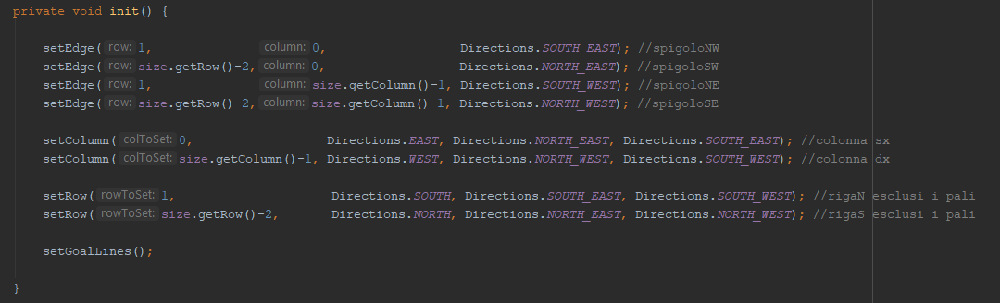 private void init() {
setEdge( row: 1, column: 0, Directions.SOUTH_EAST); //spigoloNW
setEdge( row: size.getRow()-2, column: 0, Directions.NORTH_EAST); //spigoloSW
setEdge( row: 1, column: size.getColumn()-1, Directions.SOUTH_WEST); //spigoloNE
setEdge( row: size.getRow()-2, column: size.getColumn()-1, Directions.NORTH_WEST); //spigoloSE
setColumn( colToSet: 0, Directions.EAST, Directions.NORTH_EAST, Directions.SOUTH_EAST); //colonna sx
setColumn( colToSet: size.getColumn()-1, Directions.WEST, Directions.NORTH_WEST, Directions.SOUTH_WEST); //colonna dx
setRow( rowToSet: 1, Directions.SOUTH, Directions.SOUTH_EAST, Directions.SOUTH_WEST); //rigaN esclusi i pali
setRow( rowToSet: size.getRow()-2, Directions.NORTH, Directions.NORTH_EAST, Directions.NORTH_WEST); //rigaS esclusi i pali
setGoalLines();
}